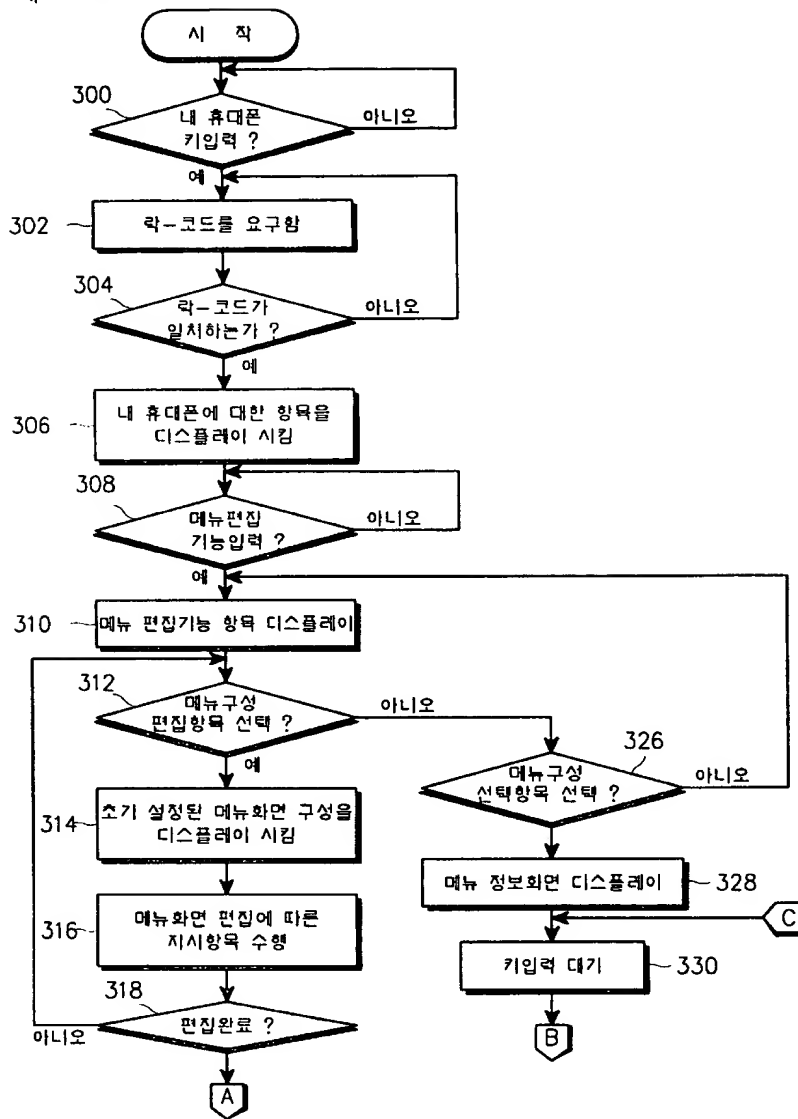 시 작
300
내 휴대폰
키입력 ?
아니오
예
302
락-코드를 요구함
304
락-코드가
일치하는가 ?
아니오
예
306
내 휴대폰에 대한 항목을
디스플레이 시킴
308
메뉴편집
기능입력 ?
아니오
예
310
메뉴 편집기능 항목 디스플레이
312
메뉴구성
편집항목 선택 ?
아니오
예
326
메뉴구성
선택항목 선택 ?
아니오
314
초기 설정된 메뉴화면 구성을
디스플레이 시킴
메뉴 정보화면 디스플레이
328
C
316
메뉴화면 편집에 따른
지시항목 수행
키입력 대기
330
318
편집완료 ?
아니오
B
A